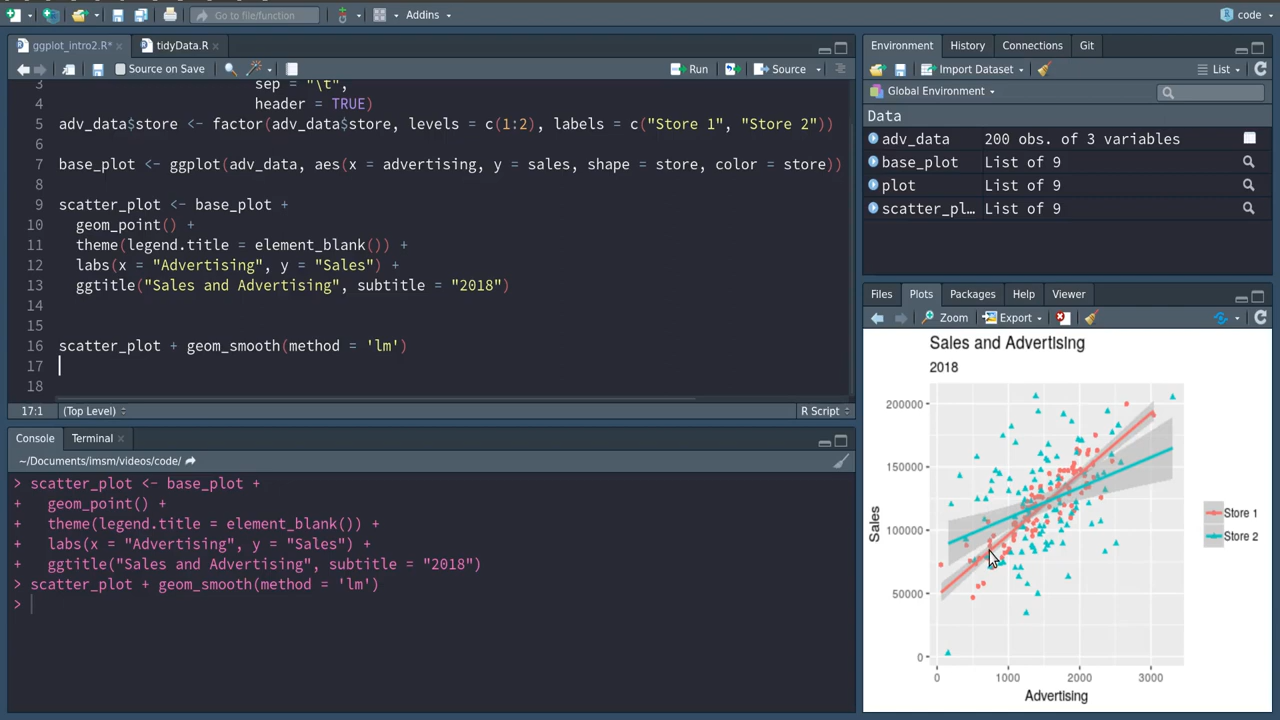 Go to file/function
Addins
code
ggplot_intro2.R*
tidyData.R
Source on Save
Run
Source
3 sep = "\t",
4 header = TRUE)
5 adv_data$store <- factor(adv_data$store, levels = c(1:2), labels = c("Store 1", "Store 2"))
6
7 base_plot <- ggplot(adv_data, aes(x = advertising, y = sales, shape = store, color = store))
8
9 scatter_plot <- base_plot +
10 geom_point() +
11 theme(legend.title = element_blank()) +
12 labs(x = "Advertising", y = "Sales") +
13 ggtitle("Sales and Advertising", subtitle = "2018")
14
15
16 scatter_plot + geom_smooth(method = 'lm')
17
18
17:1 (Top Level) R Script
Console Terminal
~/Documents/imsm/videos/code/
> scatter_plot <- base_plot +
+ geom_point() +
+ theme(legend.title = element_blank()) +
+ labs(x = "Advertising", y = "Sales") +
+ ggtitle("Sales and Advertising", subtitle = "2018")
> scatter_plot + geom_smooth(method = 'lm')
>
Environment History Connections Git
Import Dataset List
Global Environment
Data
adv_data 200 obs. of 3 variables
base_plot List of 9
plot List of 9
scatter_pl… List of 9
Files Plots Packages Help Viewer
Zoom Export
Sales and Advertising
2018
200000
150000
100000
50000
0
Sales
0 1000 2000 3000
Advertising
Store 1
Store 2